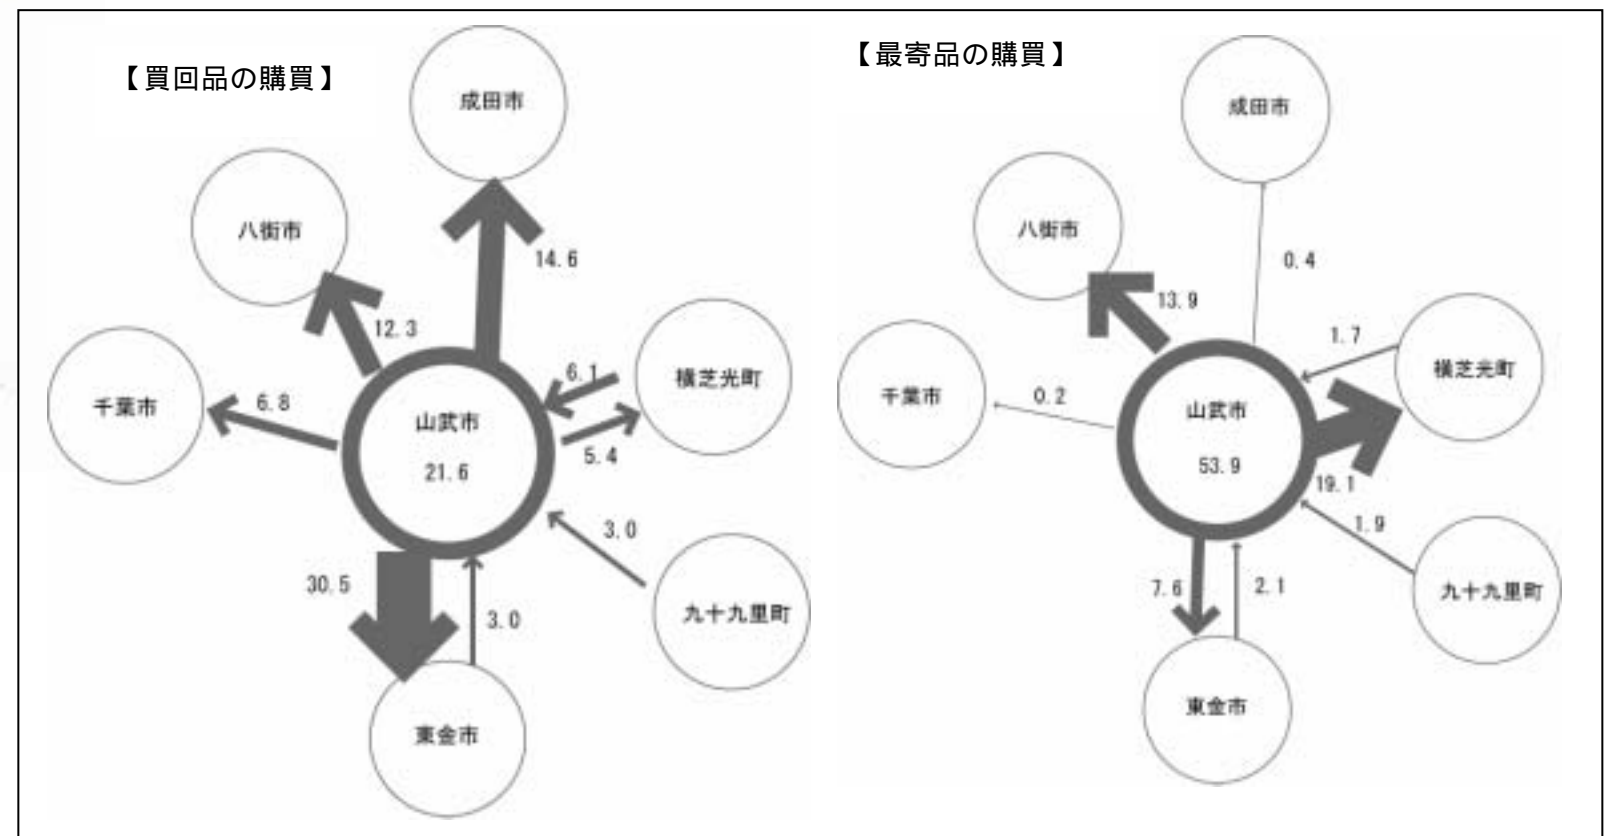 【買回品の購買】
成田市
八街市
14.6
12.3
千葉市
6.8
6.1
横芝光町
山武市
21.6
5.4
3.0
九十九里町
30.5
3.0
東金市
【最寄品の購買】
成田市
八街市
0.4
13.9
1.7
千葉市
0.2
横芝光町
山武市
53.9
19.1
1.9
九十九里町
7.6
2.1
東金市